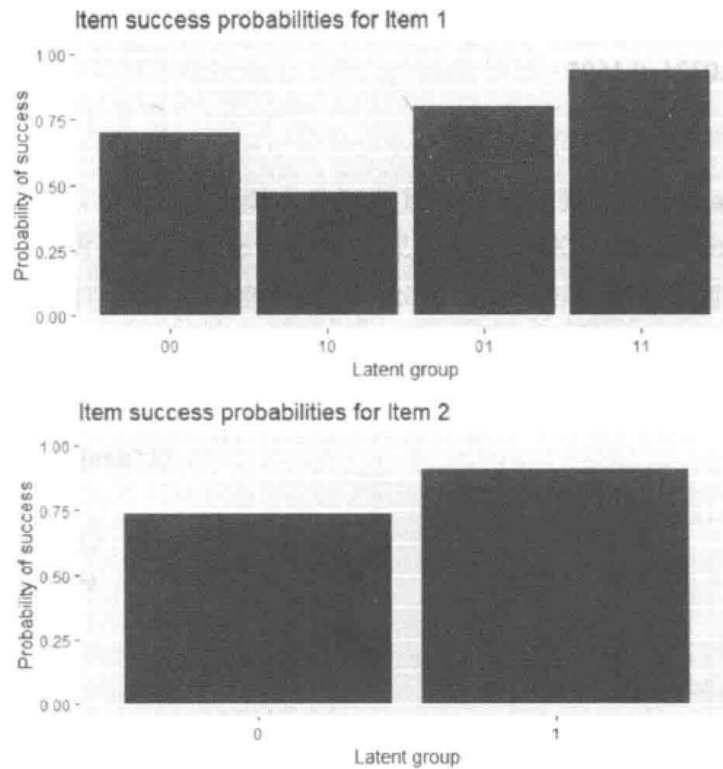 Item success probabilities for Item 1
Probability of success
1.00
0.75
0.50
0.25
0.00
00 10 01 11
Latent group
Item success probabilities for Item 2
Probability of success
1.00
0.75
0.50
0.25
0.00
0 1
Latent group